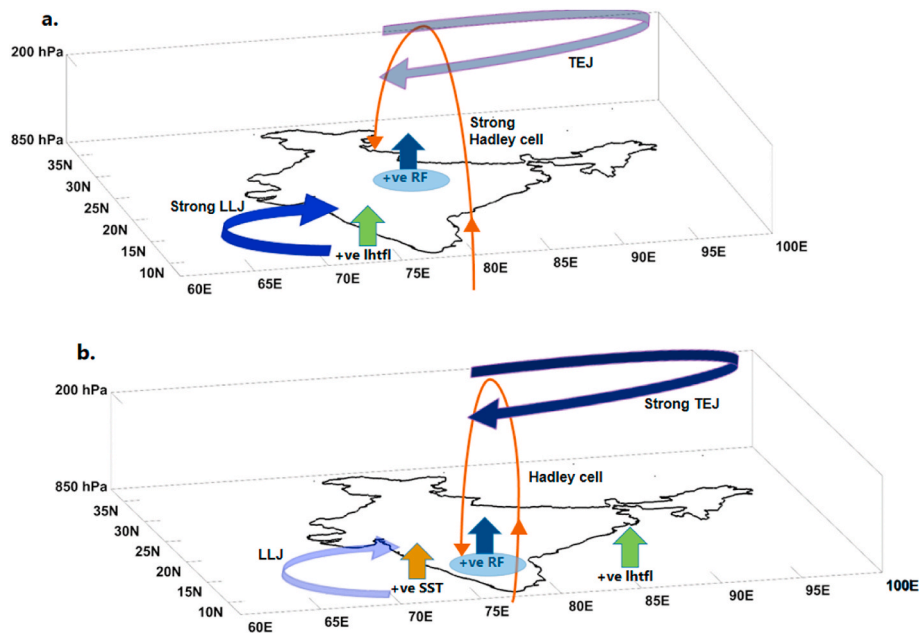 a.
200 hPa
TEJ
Strong
Hadley cell
850 hPa
35N
30N
25N
20N
15N
10N
+ve RF
Strong LLJ
+ve lhtfl
60E
65E
70E
75E
80E
85E
90E
95E
100E
b.
200 hPa
Strong TEJ
Hadley cell
850 hPa
35N
30N
25N
20N
15N
10N
LLJ
+ve SST
+ve RF
+ve lhtfl
60E
65E
70E
75E
80E
85E
90E
95E
100E